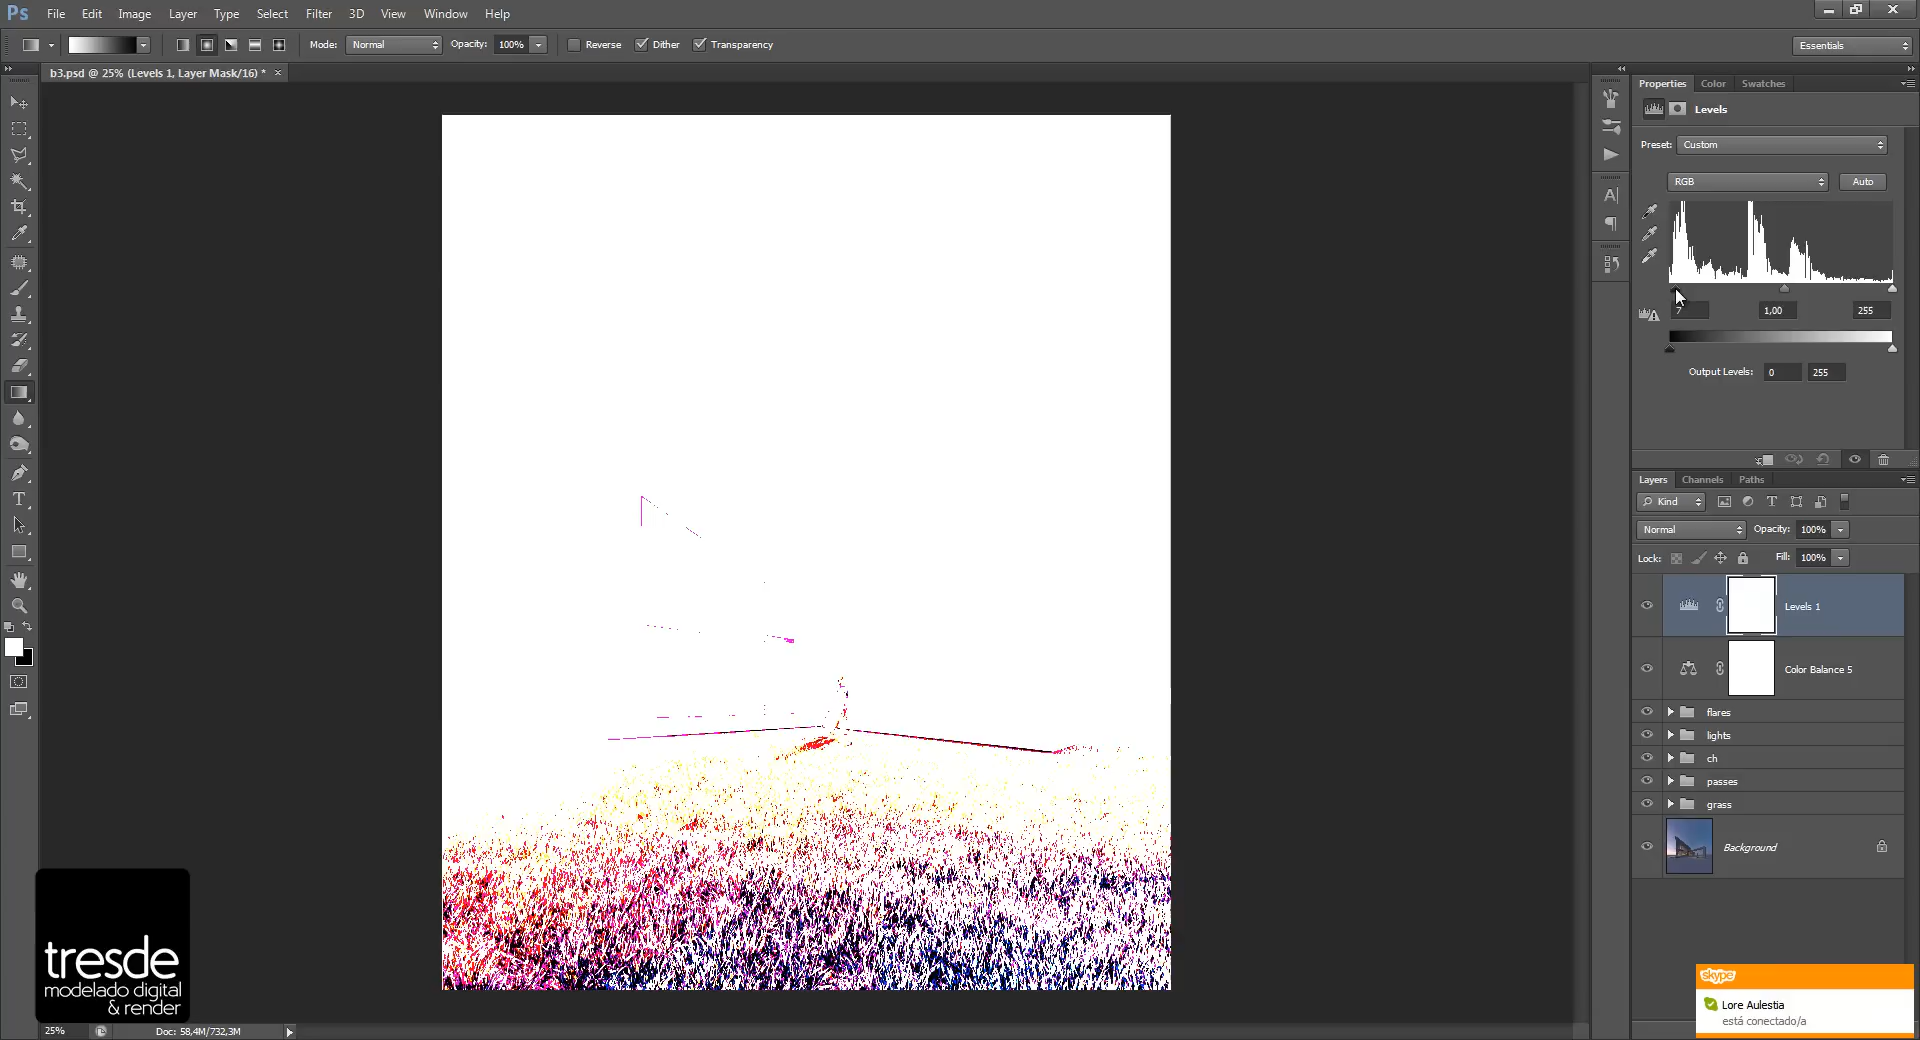 Ps File Edit Image Layer Type Select Filter 3D View Window Help
Mode: Normal Opacity: 100% Reverse Dither Transparency Essentials
b3.psd @ 25% (Levels 1, Layer Mask/16) * ×
Properties Color Swatches
Levels
Preset: Custom
RGB Auto
7 1,00 255
Output Levels: 0 255
Layers Channels Paths
Kind
Normal Opacity: 100%
Lock: Fill: 100%
Levels 1
Color Balance 5
flares
lights
ch
passes
grass
Background
tresde
modelado digital
& render
skype
Lore Aulestia
está conectado/a
25% Doc: 58,4M/732,3M